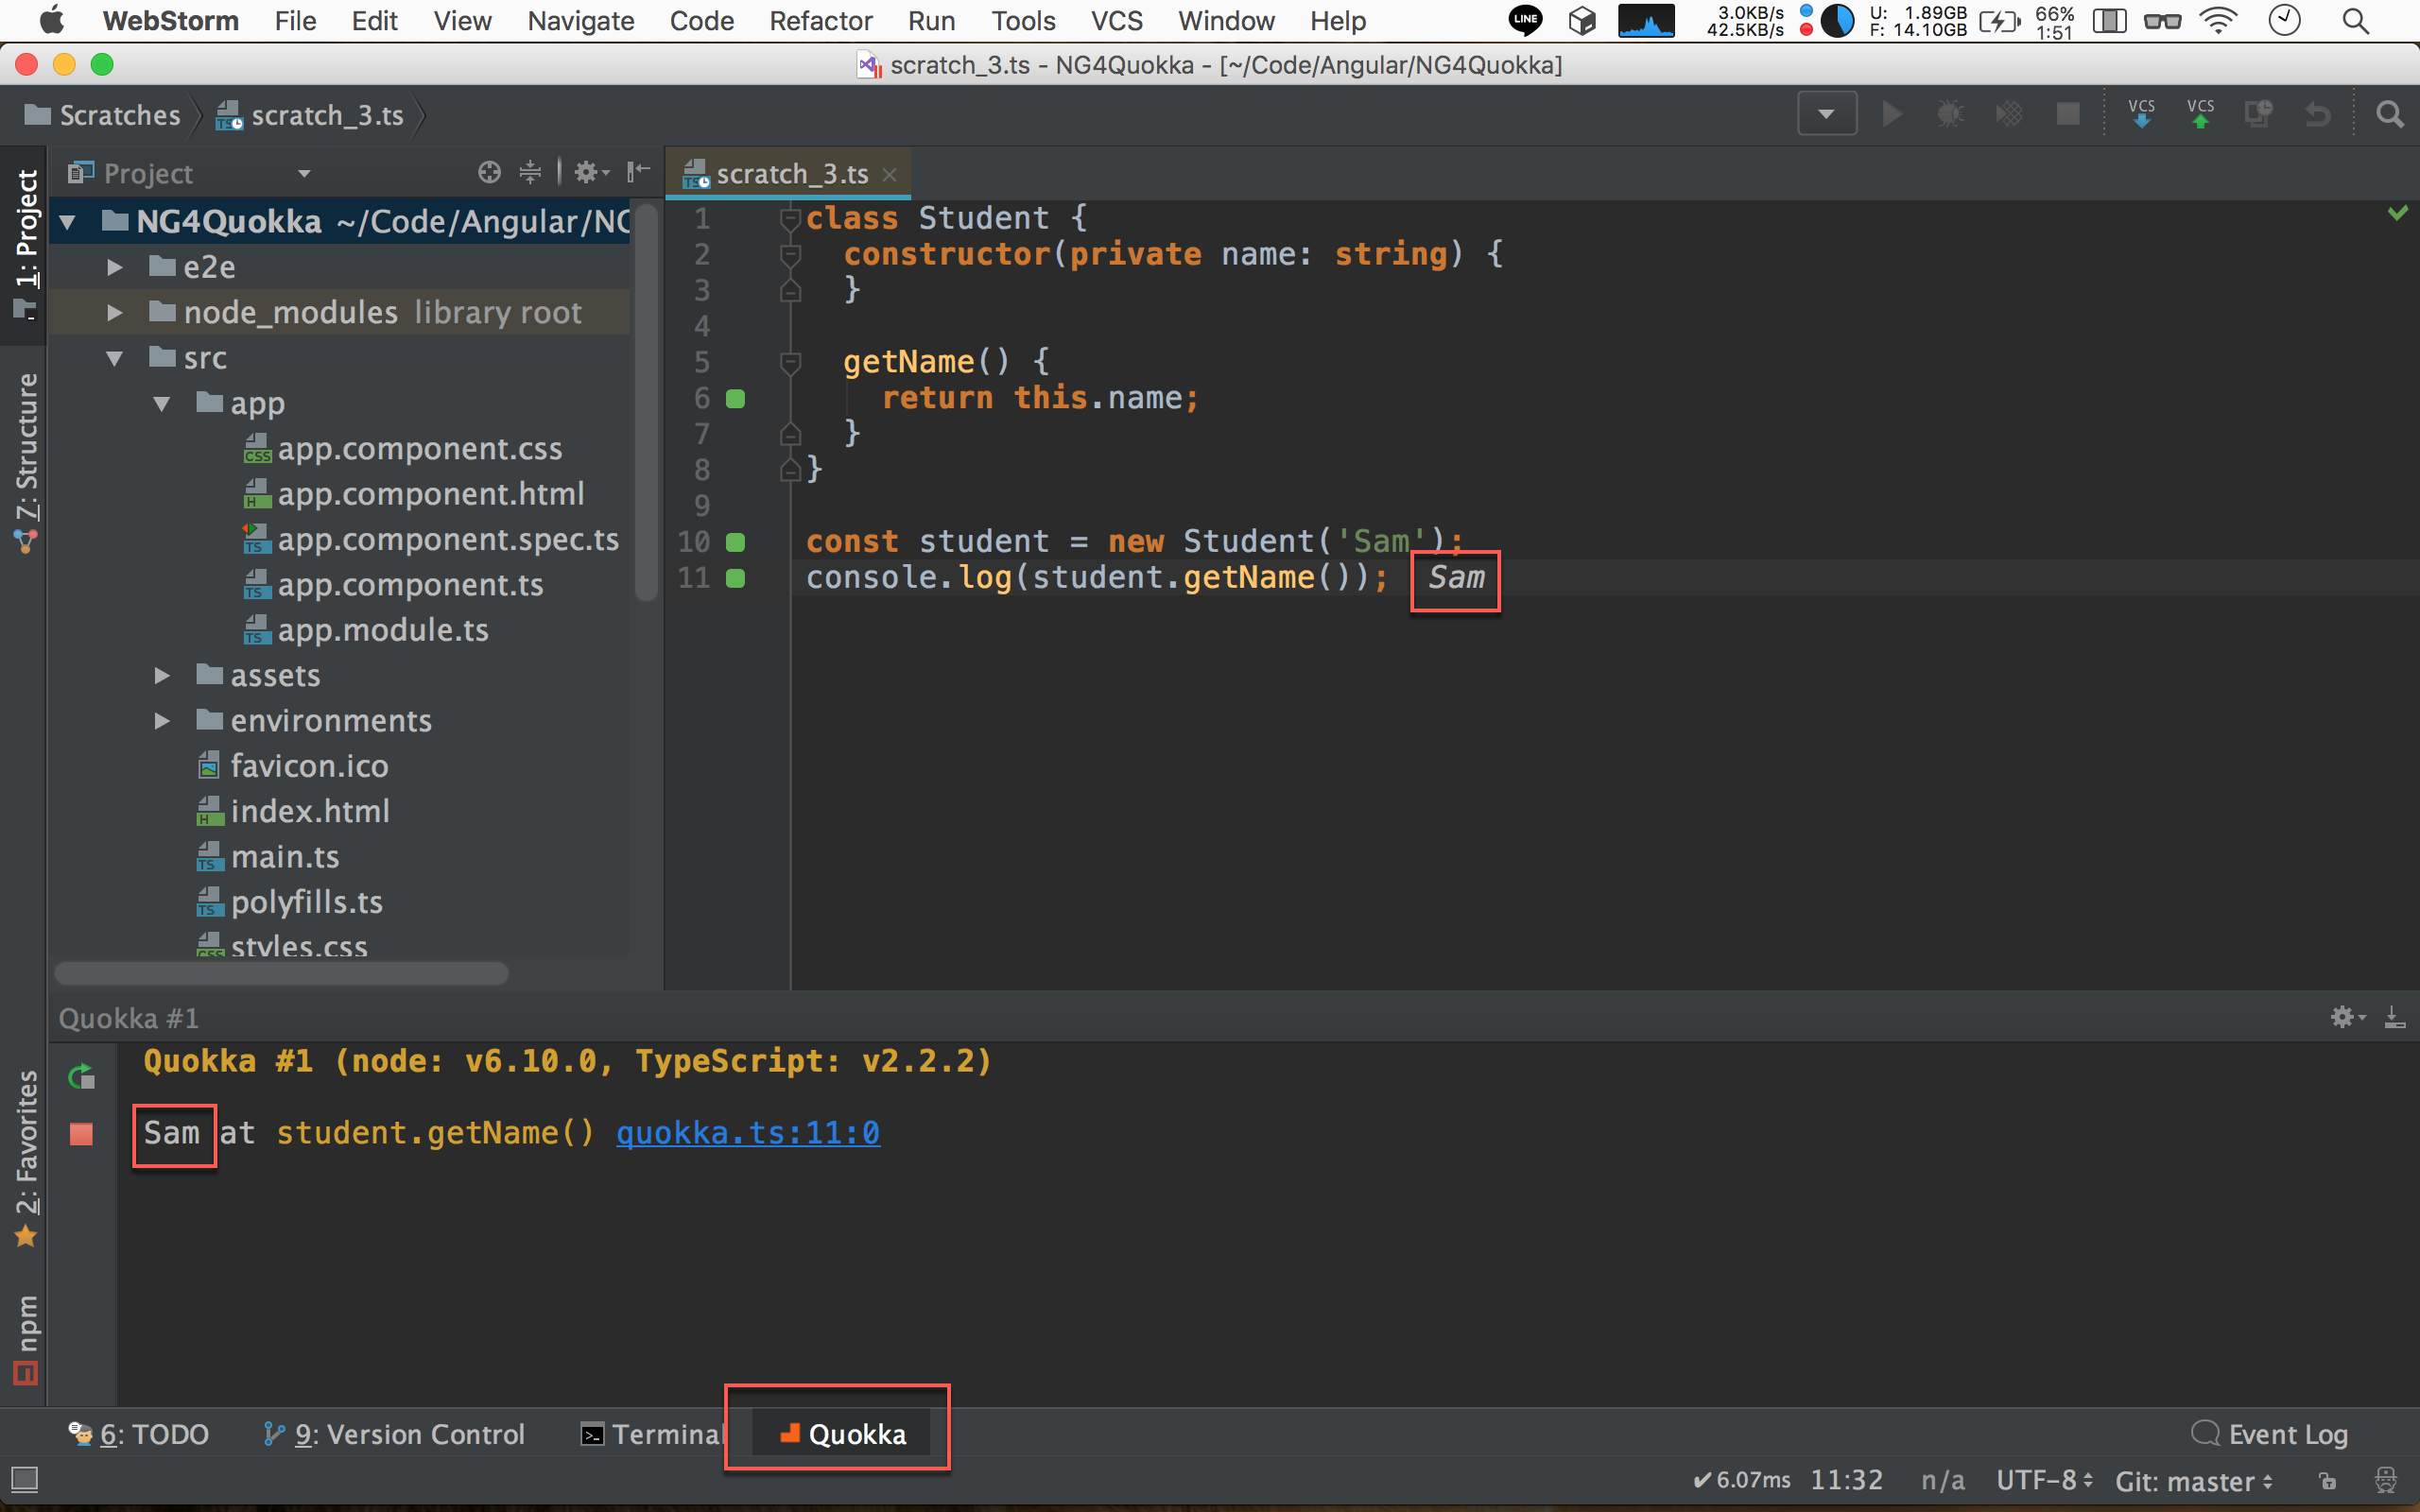 WebStorm File Edit View Navigate Code Refactor Run Tools VCS Window Help LINE 3.0KB/s U: 1.89GB 66%
42.5KB/s F: 14.10GB 1:51
scratch_3.ts - NG4Quokka - [~/Code/Angular/NG4Quokka]
Scratches scratch_3.ts VCS VCS
1: Project
Z: Structure
2: Favorites
npm
Project
NG4Quokka ~/Code/Angular/NG
e2e
node_modules library root
src
app
app.component.css
app.component.html
app.component.spec.ts
app.component.ts
app.module.ts
assets
environments
favicon.ico
index.html
main.ts
polyfills.ts
styles.css
scratch_3.ts
1 class Student {
2 constructor(private name: string) {
3 }
4
5 getName() {
6 return this.name;
7 }
8 }
9
10 const student = new Student('Sam');
11 console.log(student.getName()); Sam
Quokka #1
Quokka #1 (node: v6.10.0, TypeScript: v2.2.2)
Sam at student.getName() quokka.ts:11:0
6: TODO 9: Version Control Terminal Quokka Event Log
6.07ms 11:32 n/a UTF-8 Git: master